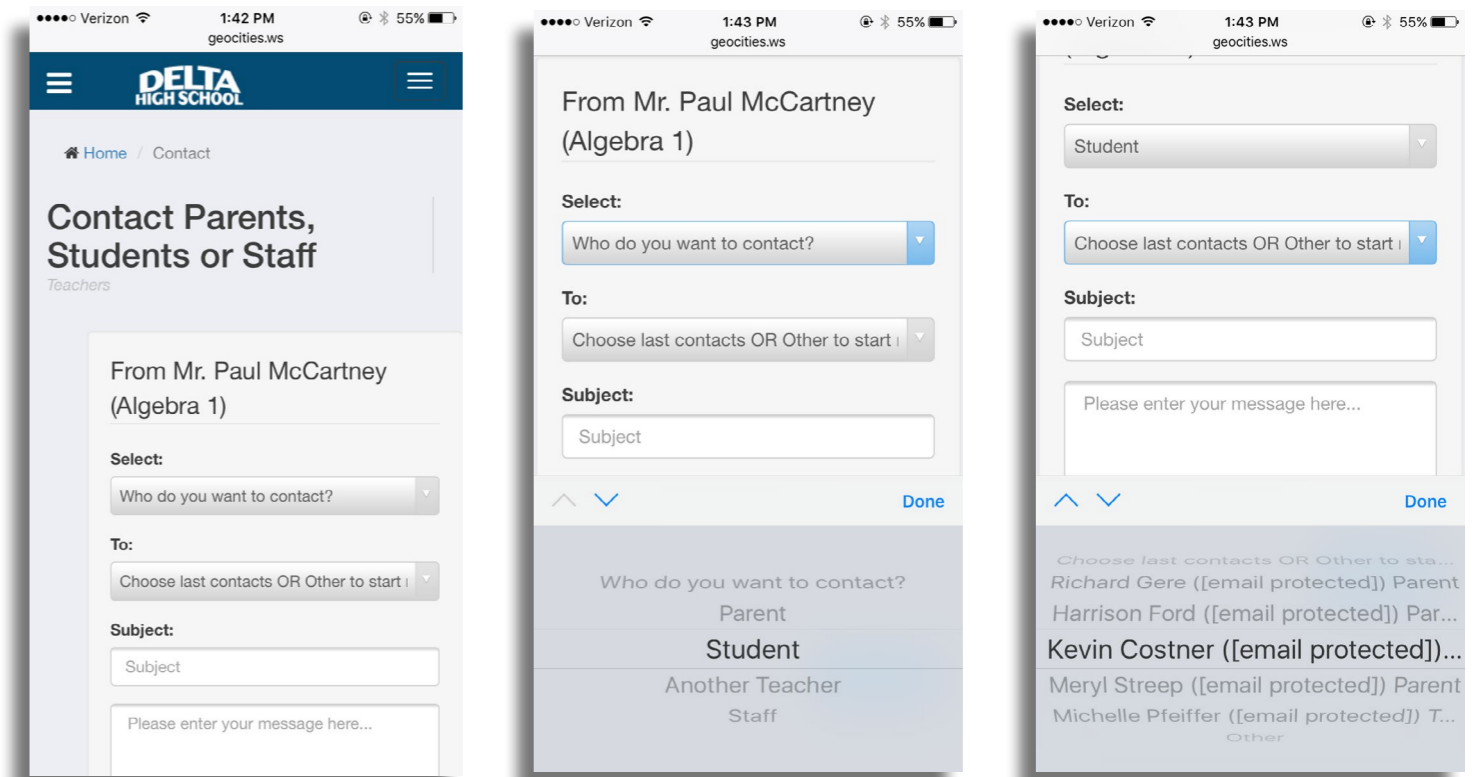 Verizon 1:42 PM 55%
geocities.ws
DELTA
HIGH SCHOOL
Home / Contact
Contact Parents,
Students or Staff
Teachers
From Mr. Paul McCartney
(Algebra 1)
Select:
Who do you want to contact?
To:
Choose last contacts OR Other to start
Subject:
Subject
Please enter your message here...
Verizon 1:43 PM 55%
geocities.ws
From Mr. Paul McCartney
(Algebra 1)
Select:
Who do you want to contact?
To:
Choose last contacts OR Other to start
Subject:
Subject
Done
Who do you want to contact?
Parent
Student
Another Teacher
Staff
Verizon 1:43 PM 55%
geocities.ws
Select:
Student
To:
Choose last contacts OR Other to start
Subject:
Subject
Please enter your message here...
Done
Choose last contacts OR Other to sta...
Richard Gere ([email protected]) Parent
Harrison Ford ([email protected]) Par...
Kevin Costner ([email protected])...
Meryl Streep ([email protected]) Parent
Michelle Pfeiffer ([email protected]) T...
Other